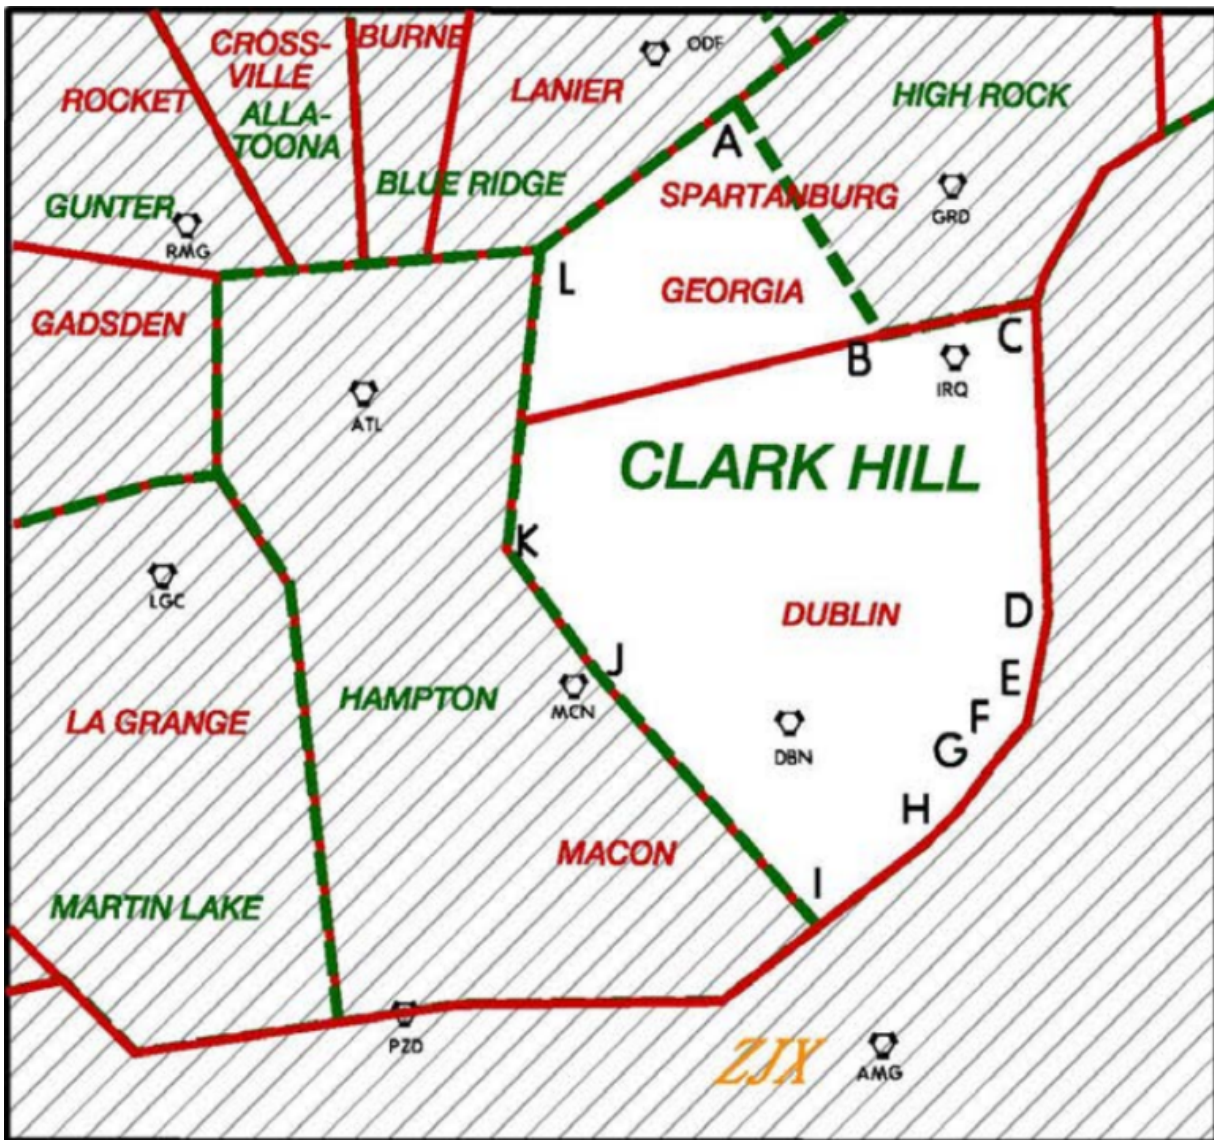 CROSS-
VILLE
BURNE
ODF
ROCKET
LANIER
HIGH ROCK
ALLA-
TOONA
A
BLUE RIDGE
SPARTANBURG
GRD
GUNTER
RMG
L
GEORGIA
GADSDEN
C
B
IRQ
ATL
CLARK HILL
K
LGC
DUBLIN
D
J
E
LA GRANGE
HAMPTON
MCN
F
G
DBN
H
MACON
I
MARTIN LAKE
PZD
ZJX
AMG